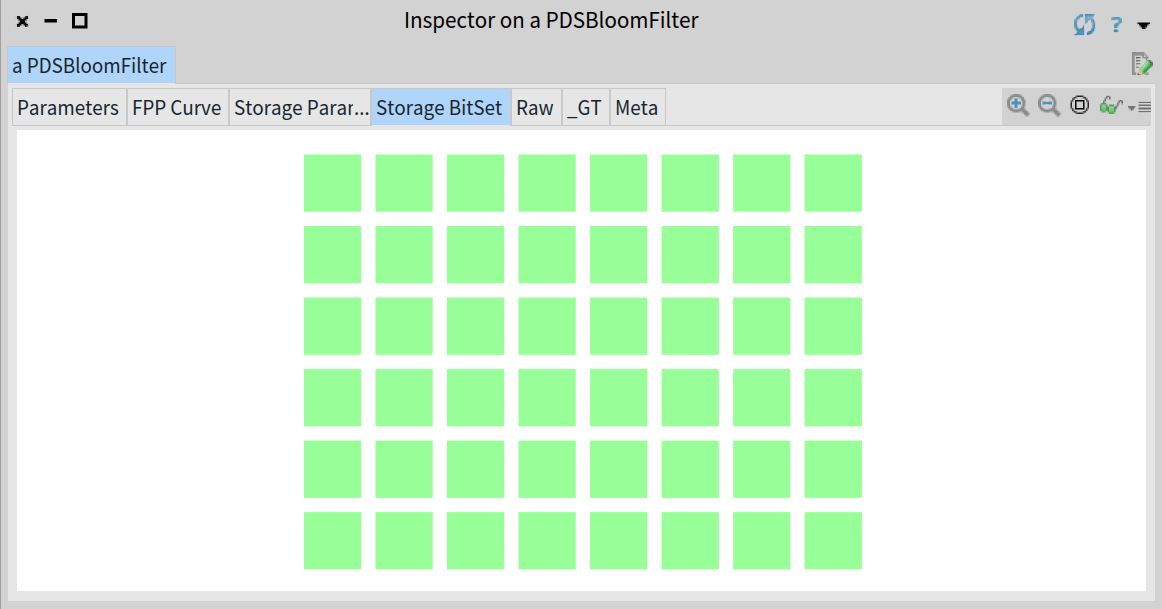 Inspector on a PDSBloomFilter
?
a PDSBloomFilter
Parameters FPP Curve Storage Parar... Storage BitSet Raw _GT Meta